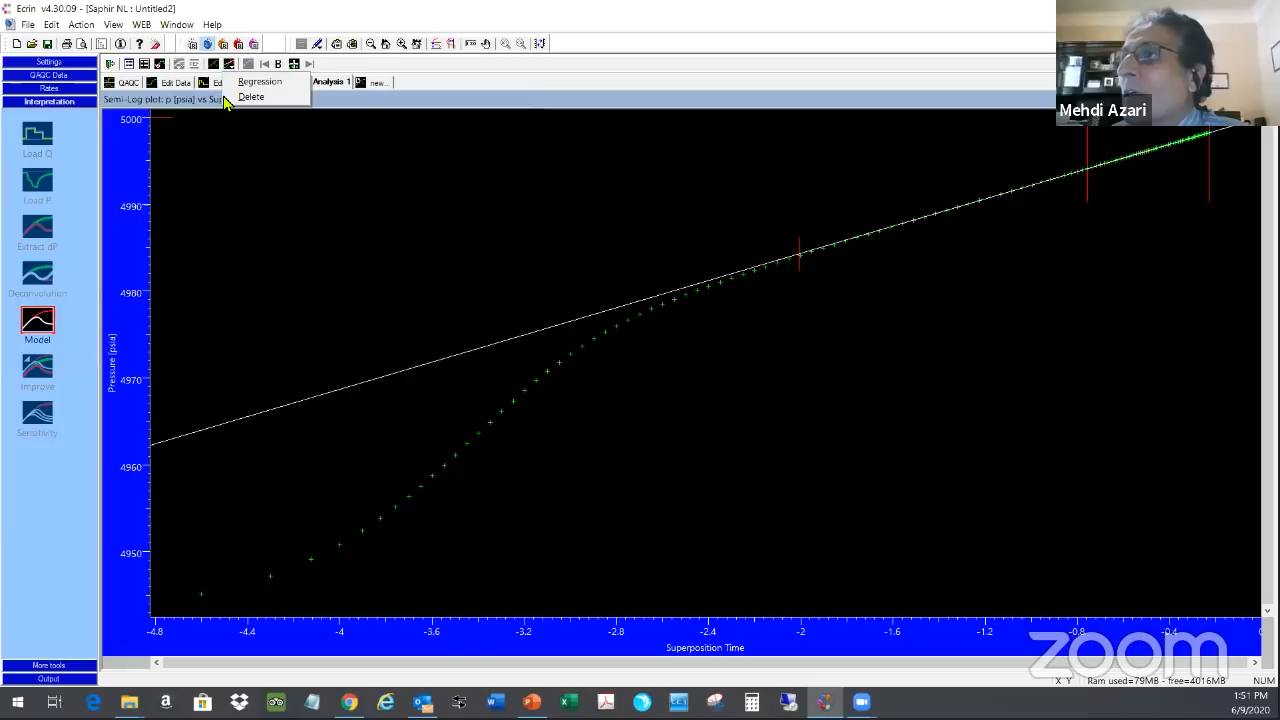 Ecrin v4.30.09 - [Saphir NL : Untitled2]
File Edit Action View WEB Window Help
Settings
QAQC Data
Rates
Interpretation
Load Q
Load P
Extract dP
Deconvolution
Model
Improve
Sensitivity
More tools
Output
QAQC Edit Data Ed Analysis 1 new...
Regression
Delete
Semi-Log plot: p [psia] vs Sup
Mehdi Azari
5000
4990
4980
4970
4960
4950
Pressure [psia]
-4.8 -4.4 -4 -3.6 -3.2 -2.8 -2.4 -2 -1.6 -1.2 -0.8 -0.4 0
Superposition Time
zoom
X Y Ram used=79MB - free=4016MB NUM
1:51 PM
6/9/2020